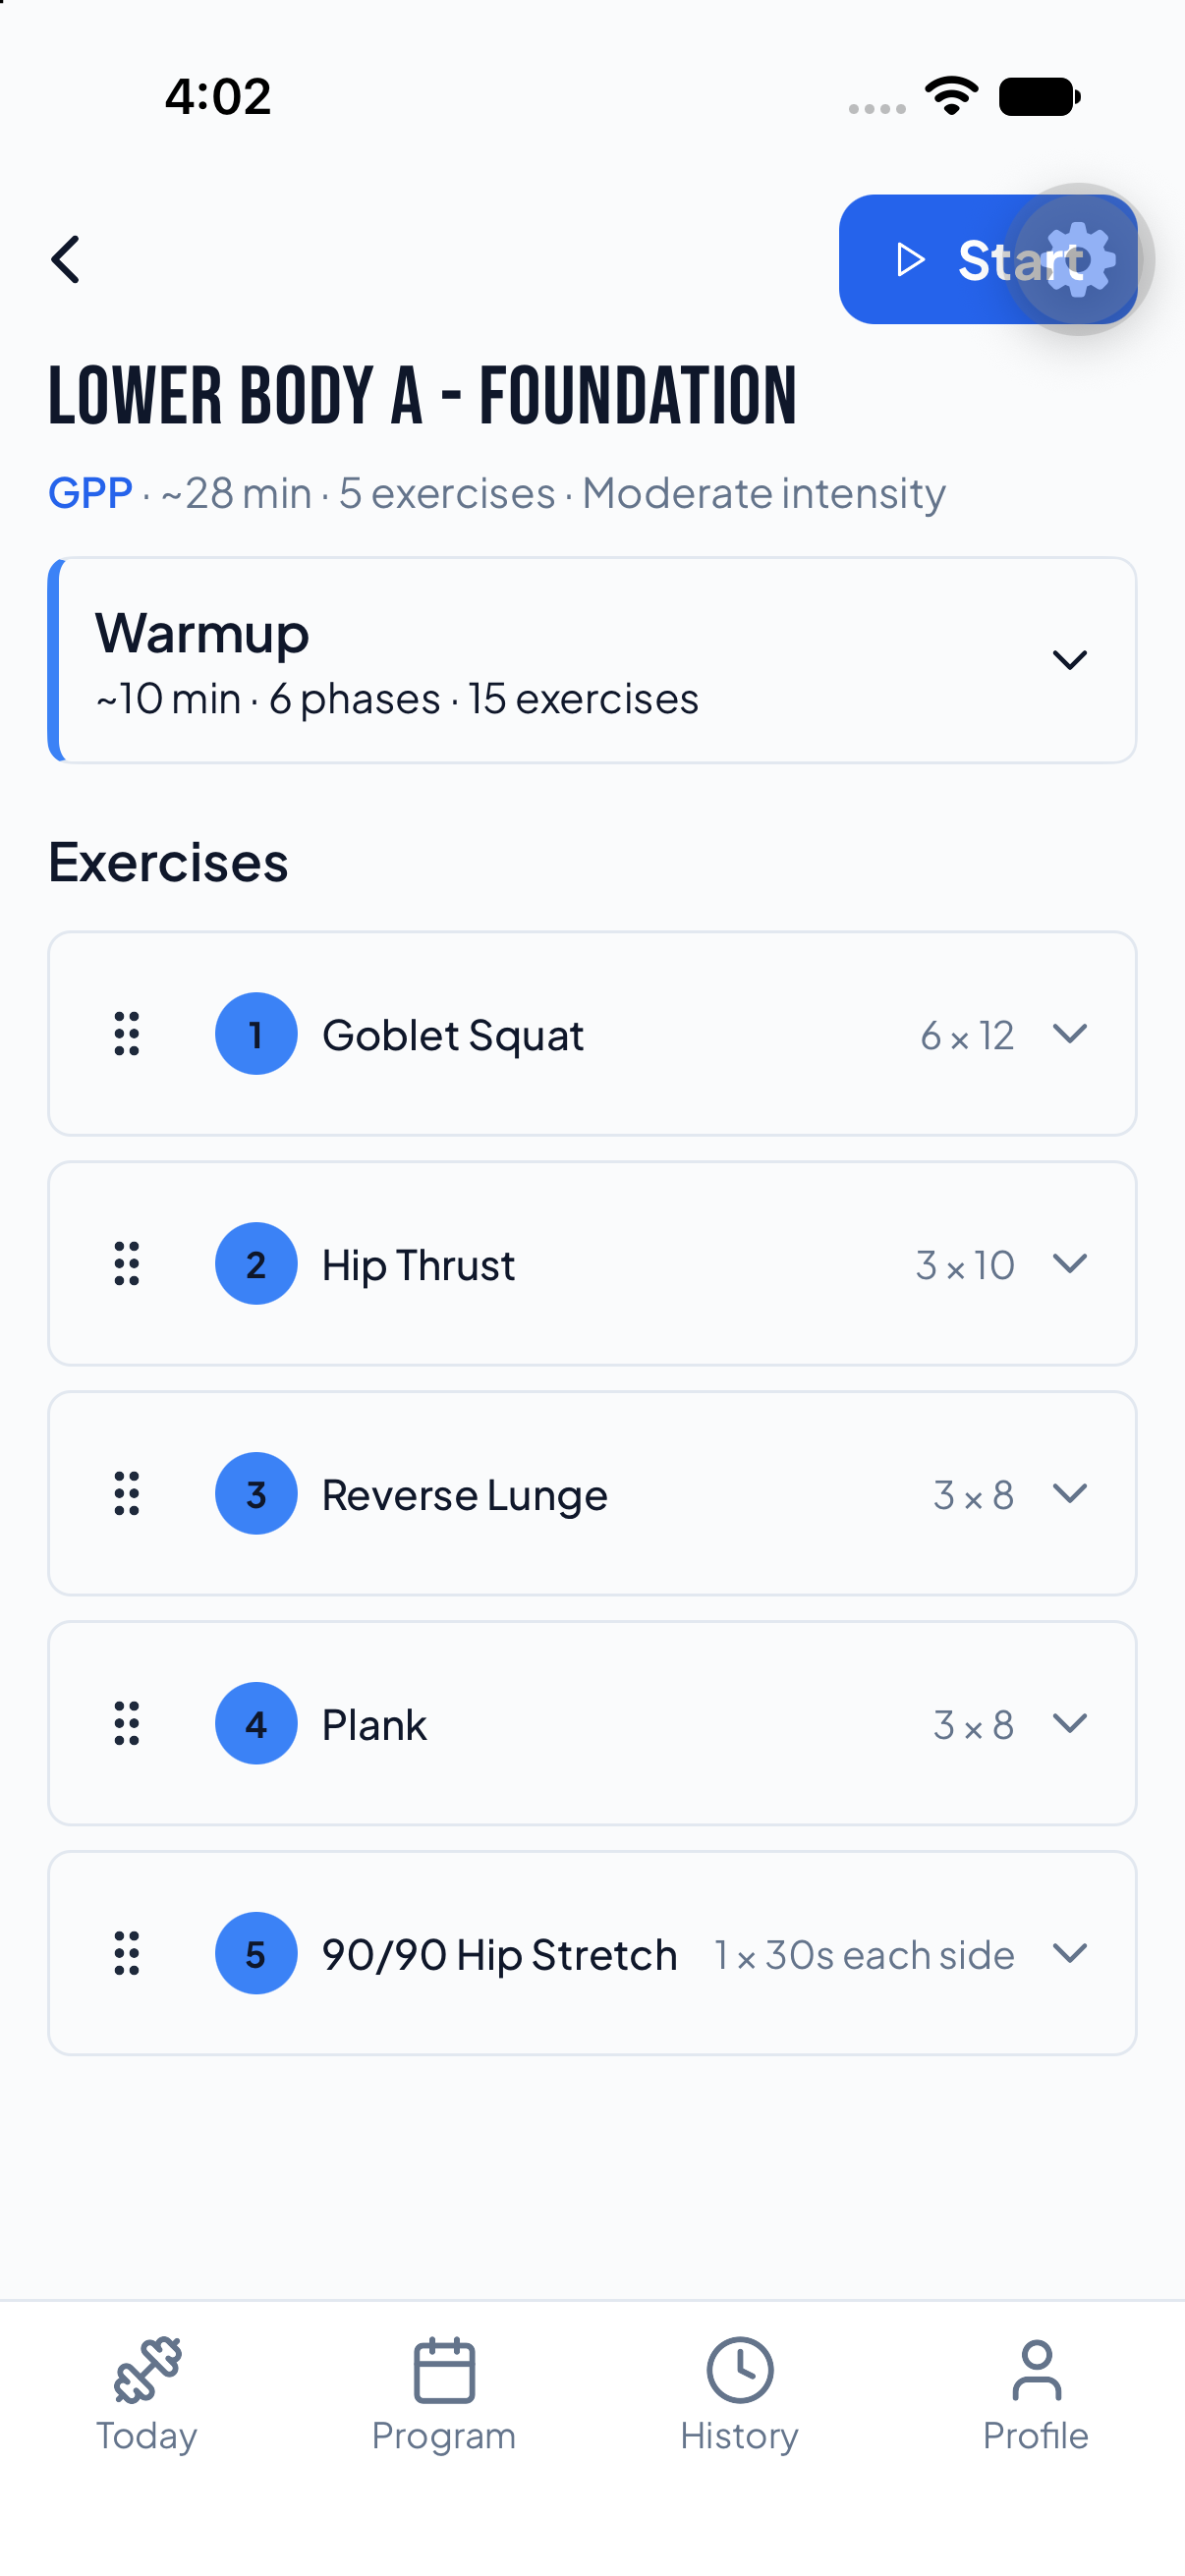 4:02
Start
LOWER BODY A - FOUNDATION
GPP · ~28 min · 5 exercises · Moderate intensity
Warmup
~10 min · 6 phases · 15 exercises
Exercises
1 Goblet Squat 6 × 12
2 Hip Thrust 3 × 10
3 Reverse Lunge 3 × 8
4 Plank 3 × 8
5 90/90 Hip Stretch 1 × 30s each side
Today Program History Profile